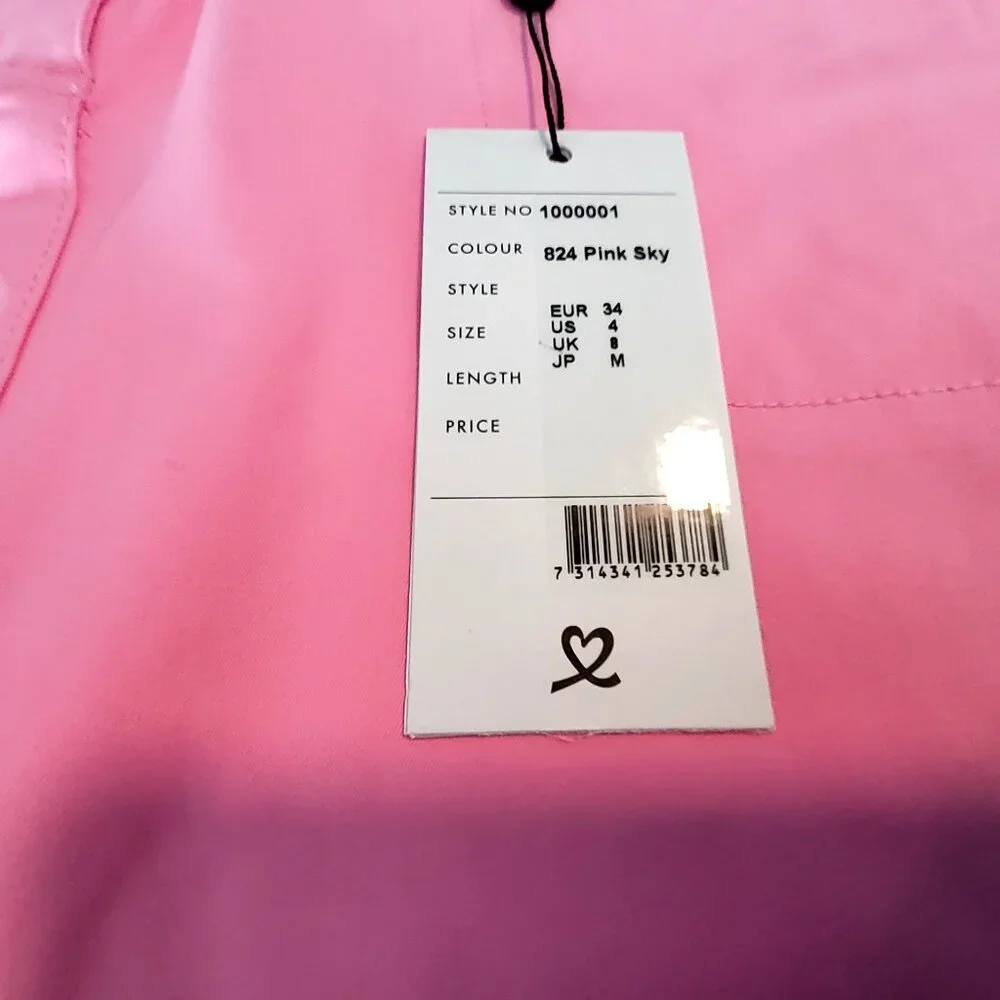 STYLE NO 1000001
COLOUR 824 Pink Sky
STYLE
SIZE
EUR 34
US 4
UK 8
JP M
LENGTH
PRICE
7 314341 253784